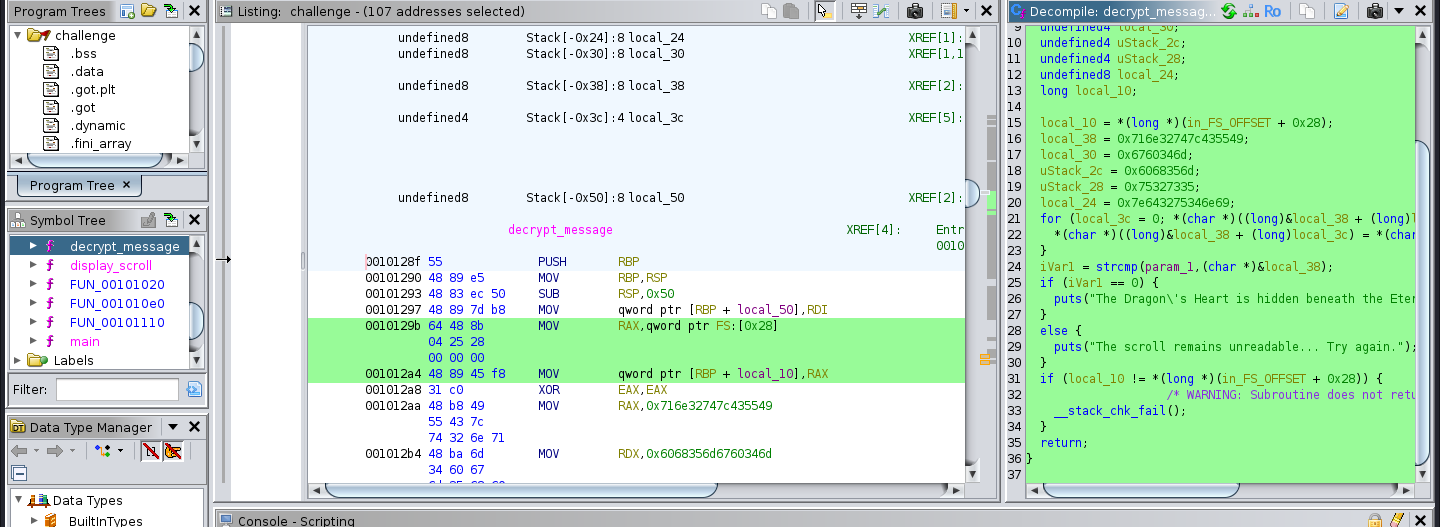 Program Trees
challenge
.bss
.data
.got.plt
.got
.dynamic
.fini_array
Program Tree ×
Symbol Tree
decrypt_message
display_scroll
FUN_00101020
FUN_001010e0
FUN_00101110
main
Labels
Filter:
Data Type Manager
Data Types
BuiltInTypes
Listing: challenge - (107 addresses selected)
undefined8 Stack[-0x24]:8 local_24 XREF[1]:
undefined8 Stack[-0x30]:8 local_30 XREF[1,1
undefined8 Stack[-0x38]:8 local_38 XREF[2]:
undefined4 Stack[-0x3c]:4 local_3c XREF[5]:
undefined8 Stack[-0x50]:8 local_50 XREF[2]:
decrypt_message XREF[4]: Entr
0010
0010128f 55 PUSH RBP
00101290 48 89 e5 MOV RBP,RSP
00101293 48 83 ec 50 SUB RSP,0x50
00101297 48 89 7d b8 MOV qword ptr [RBP + local_50],RDI
0010129b 64 48 8b MOV RAX,qword ptr FS:[0x28]
04 25 28
00 00 00
001012a4 48 89 45 f8 MOV qword ptr [RBP + local_10],RAX
001012a8 31 c0 XOR EAX,EAX
001012aa 48 b8 49 MOV RAX,0x716e32747c435549
55 43 7c
74 32 6e 71
001012b4 48 ba 6d MOV RDX,0x6068356d6760346d
34 60 67
Console - Scripting
Decompile: decrypt_messag...
Ro
9 undefined4 local_30;
10 undefined4 uStack_2c;
11 undefined4 uStack_28;
12 undefined8 local_24;
13 long local_10;
14
15 local_10 = *(long *)(in_FS_OFFSET + 0x28);
16 local_38 = 0x716e32747c435549;
17 local_30 = 0x6760346d;
18 uStack_2c = 0x6068356d;
19 uStack_28 = 0x75327335;
20 local_24 = 0x7e643275346e69;
21 for (local_3c = 0; *(char *)((long)&local_38 + (long)l
22 *(char *)((long)&local_38 + (long)local_3c) = *(char
23 }
24 iVar1 = strcmp(param_1,(char *)&local_38);
25 if (iVar1 == 0) {
26 puts("The Dragon\'s Heart is hidden beneath the Eter
27 }
28 else {
29 puts("The scroll remains unreadable... Try again.");
30 }
31 if (local_10 != *(long *)(in_FS_OFFSET + 0x28)) {
32 /* WARNING: Subroutine does not retu
33 __stack_chk_fail();
34 }
35 return;
36 }
37